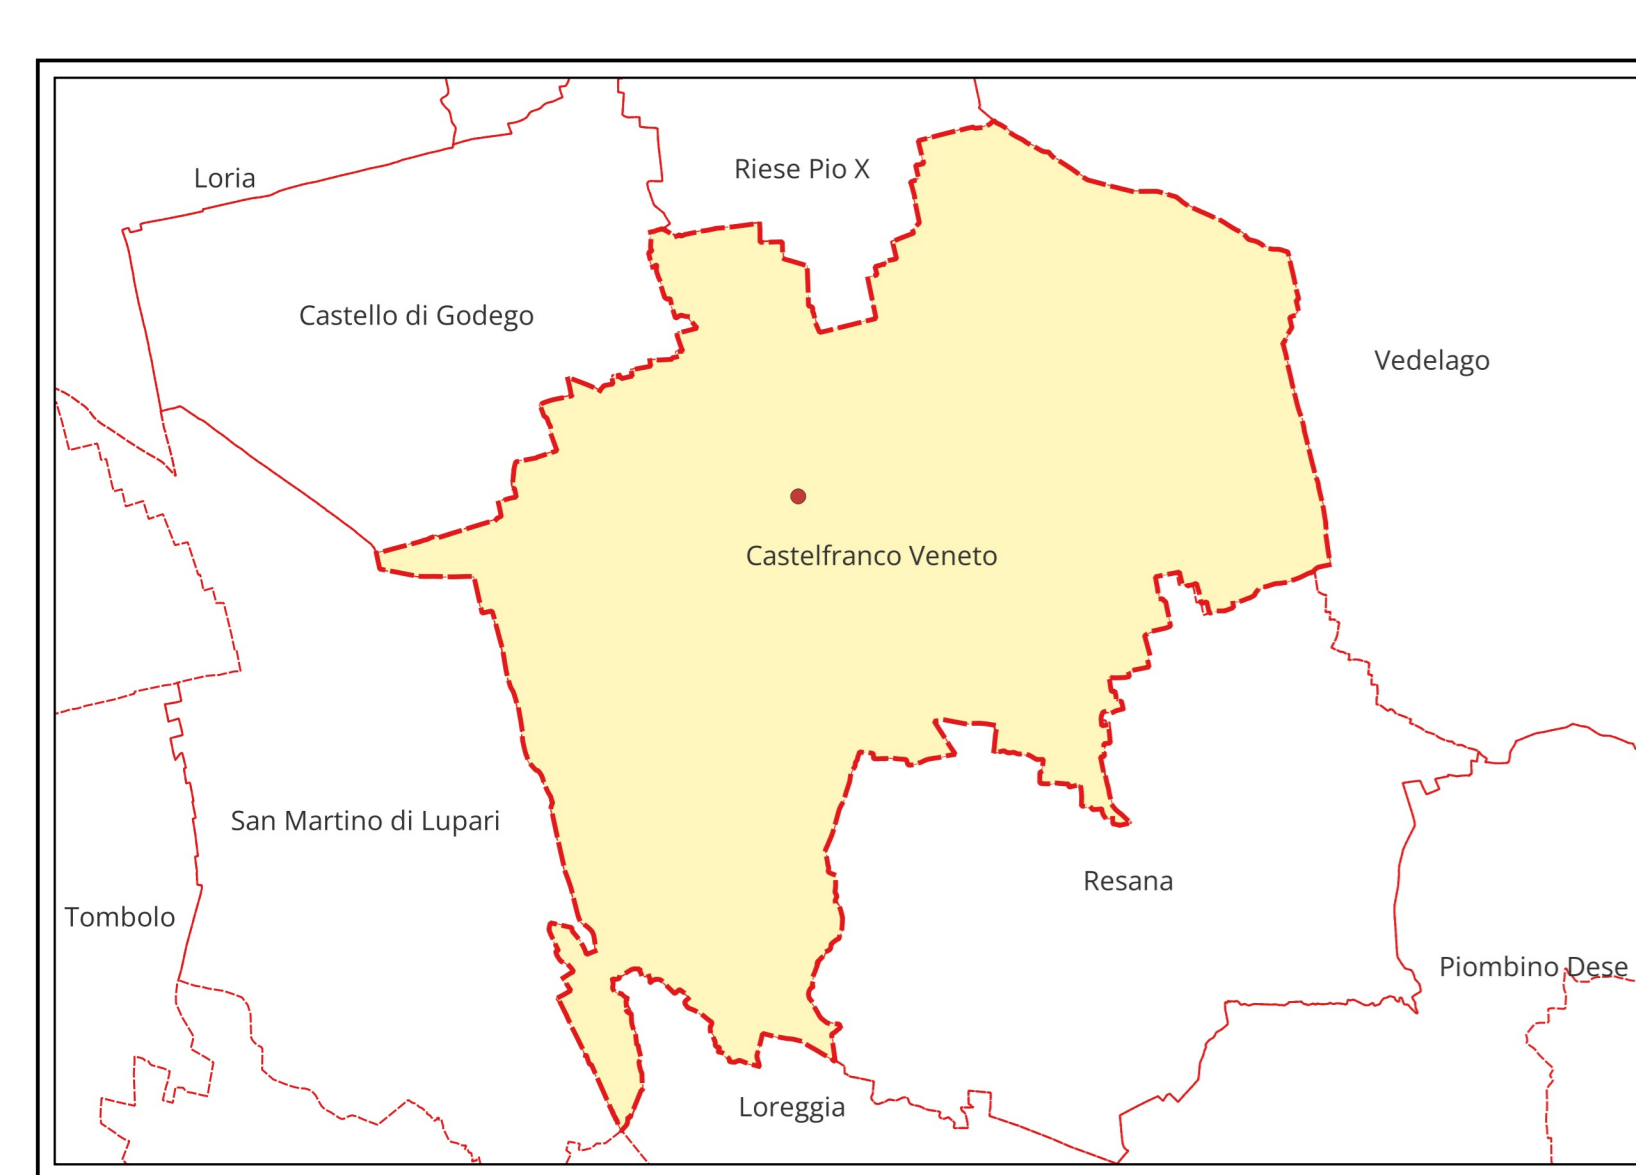 Riese Pio X
Loria
Castello di Godego
Vedelago
Castelfranco Veneto
San Martino di Lupari
Resana
Tombolo
Piombino Dese
Loreggia